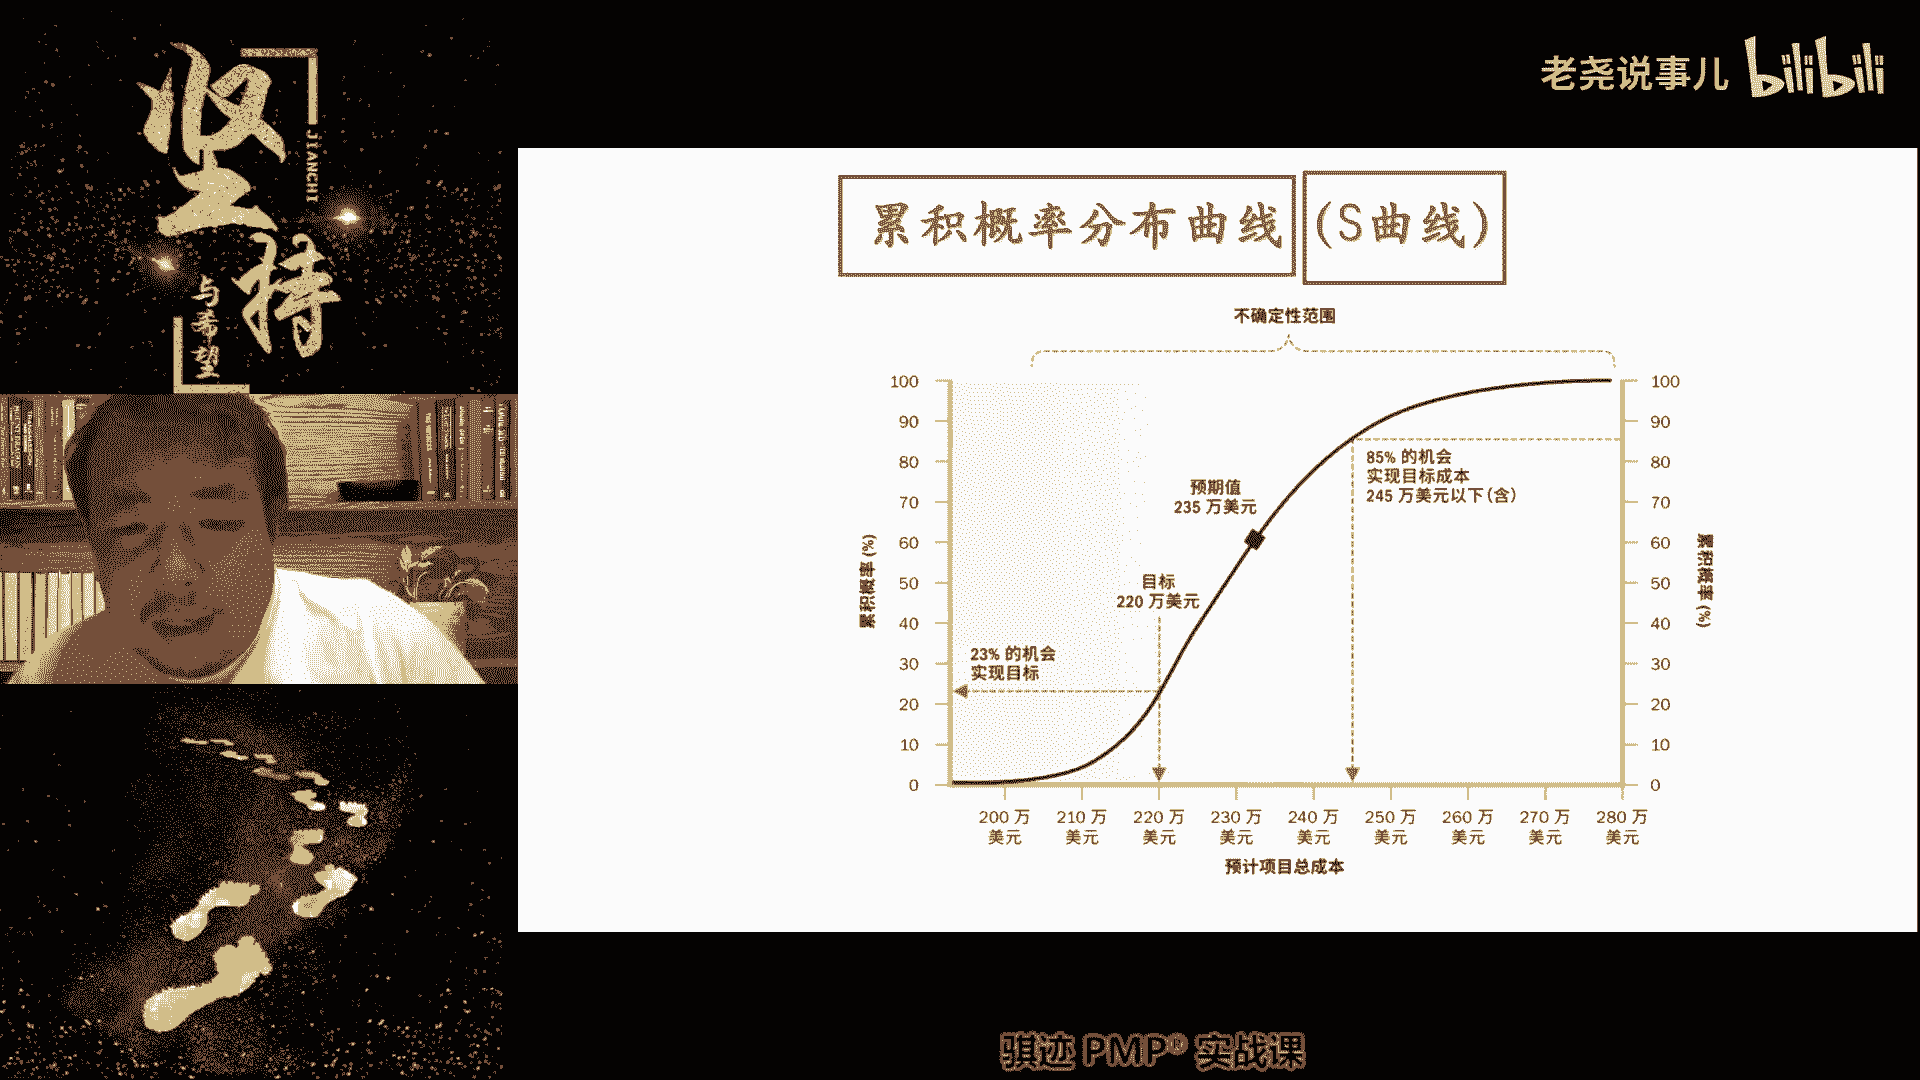 坚持
JIANCHI
与希望
老尧说事儿 bilibili
累积概率分布曲线 (S曲线)
不确定性范围
100
90
80
70
60
50
40
30
20
10
0
累积概率 (%)
预期值
235 万美元
目标
220 万美元
23% 的机会
实现目标
85% 的机会
实现目标成本
245 万美元以下(含)
100
90
80
70
60
50
40
30
20
10
0
累积概率 (%)
200 万 210 万 220 万 230 万 240 万 250 万 260 万 270 万 280 万
美元 美元 美元 美元 美元 美元 美元 美元 美元
预计项目总成本
骐迹 PMP® 实战课